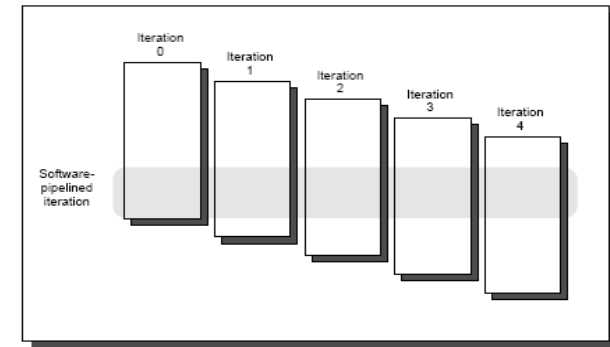 Iteration
0
Iteration
1
Iteration
2
Iteration
3
Iteration
4
Software-
pipelined
iteration